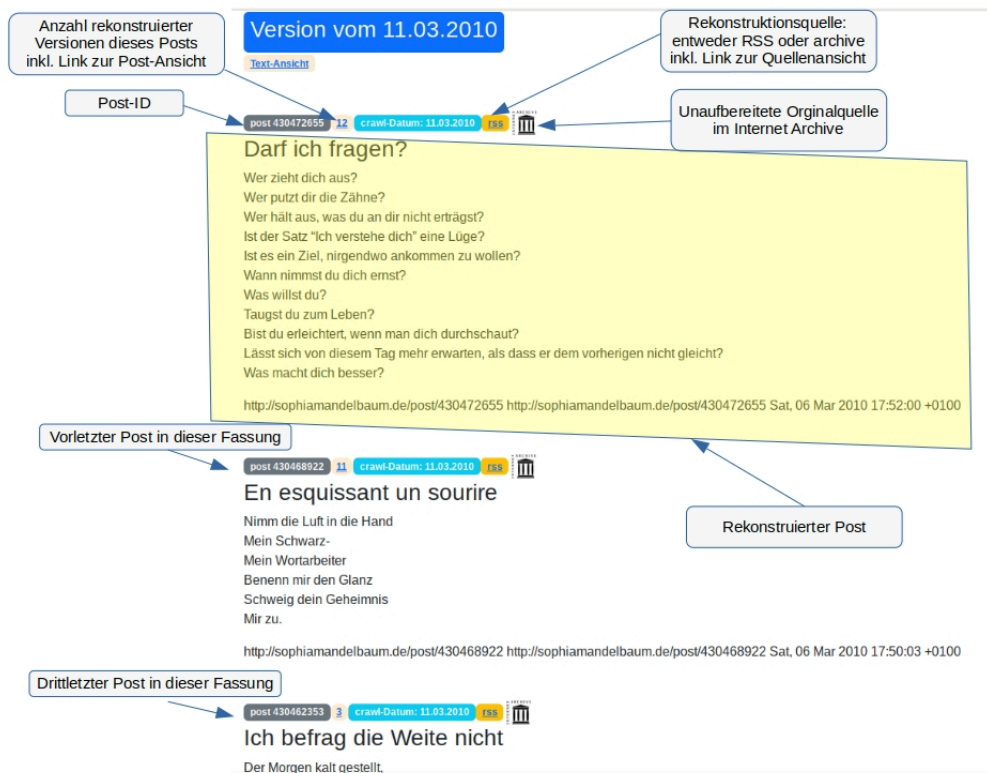 Anzahl rekonstruierter
Versionen dieses Posts
inkl. Link zur Post-Ansicht
Version vom 11.03.2010
Text-Ansicht
Rekonstruktionsquelle:
entweder RSS oder archive
inkl. Link zur Quellenansicht
Post-ID
Unaufbereitete Orginalquelle
im Internet Archive
post 430472655 12 crawl-Datum: 11.03.2010 rss
Darf ich fragen?
Wer zieht dich aus?
Wer putzt dir die Zähne?
Wer hält aus, was du an dir nicht erträgst?
Ist der Satz “Ich verstehe dich” eine Lüge?
Ist es ein Ziel, nirgendwo ankommen zu wollen?
Wann nimmst du dich ernst?
Was willst du?
Taugst du zum Leben?
Bist du erleichtert, wenn man dich durchschaut?
Lässt sich von diesem Tag mehr erwarten, als dass er dem vorherigen nicht gleicht?
Was macht dich besser?
http://sophiamandelbaum.de/post/430472655 http://sophiamandelbaum.de/post/430472655 Sat, 06 Mar 2010 17:52:00 +0100
Vorletzter Post in dieser Fassung
post 430468922 11 crawl-Datum: 11.03.2010 rss
En esquissant un sourire
Nimm die Luft in die Hand
Mein Schwarz-
Mein Wortarbeiter
Benenn mir den Glanz
Schweig dein Geheimnis
Mir zu.
Rekonstruierter Post
http://sophiamandelbaum.de/post/430468922 http://sophiamandelbaum.de/post/430468922 Sat, 06 Mar 2010 17:50:03 +0100
Drittletzter Post in dieser Fassung
post 430462353 3 crawl-Datum: 11.03.2010 rss
Ich befrag die Weite nicht
Der Morgen kalt gestellt,